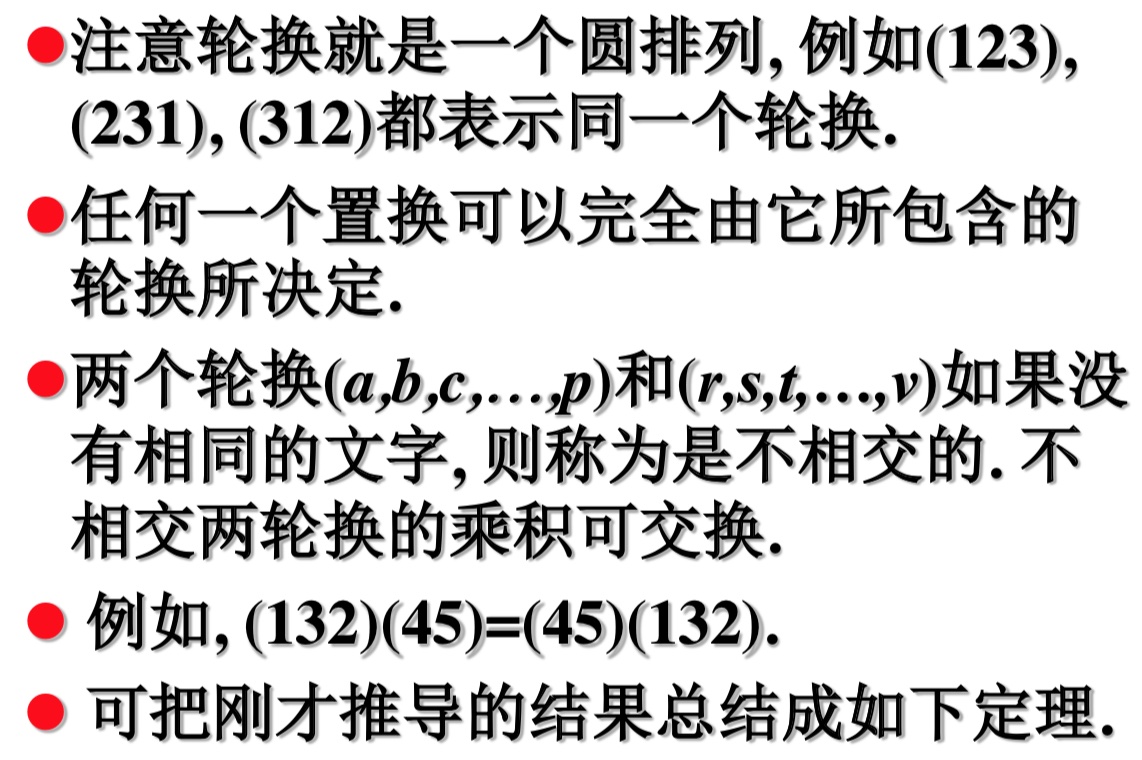 ●注意轮换就是一个圆排列, 例如(123),
(231), (312)都表示同一个轮换.
●任何一个置换可以完全由它所包含的
轮换所决定.
●两个轮换(a,b,c,…,p)和(r,s,t,…,v)如果没
有相同的文字, 则称为是不相交的. 不
相交两轮换的乘积可交换.
● 例如, (132)(45)=(45)(132).
● 可把刚才推导的结果总结成如下定理.